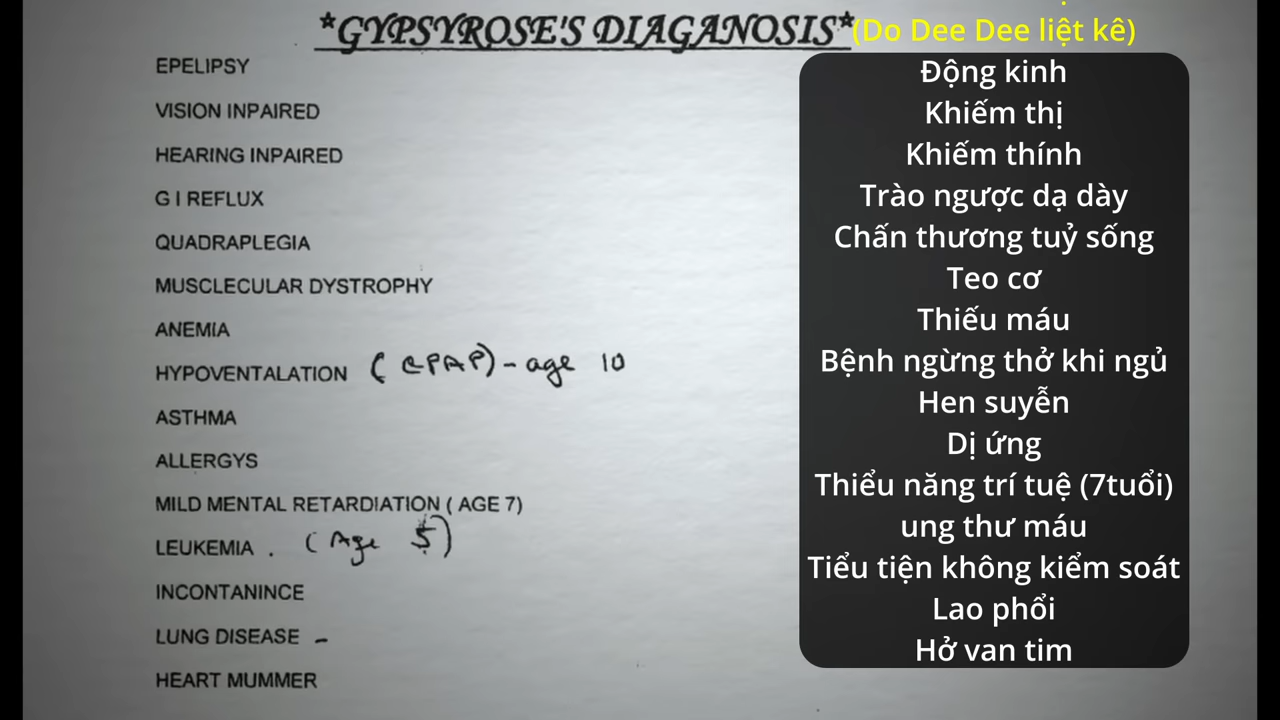 *GYPSYROSE'S DIAGANOSIS*
EPELIPSY
VISION INPAIRED
HEARING INPAIRED
G I REFLUX
QUADRAPLEGIA
MUSCLECULAR DYSTROPHY
ANEMIA
HYPOVENTALATION (CPAP) - age 10
ASTHMA
ALLERGYS
MILD MENTAL RETARDIATION ( AGE 7)
LEUKEMIA . (Age 5)
INCONTANINCE
LUNG DISEASE -
HEART MUMMER
(Do Dee Dee liệt kê)
Động kinh
Khiếm thị
Khiếm thính
Trào ngược dạ dày
Chấn thương tuỷ sống
Teo cơ
Thiếu máu
Bệnh ngừng thở khi ngủ
Hen suyễn
Dị ứng
Thiểu năng trí tuệ (7tuổi)
ung thư máu
Tiểu tiện không kiểm soát
Lao phổi
Hở van tim